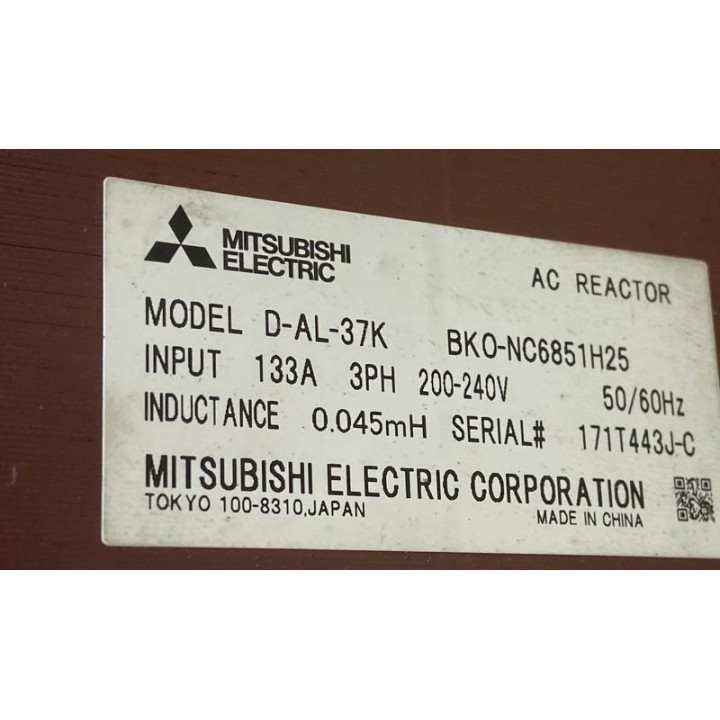 MITSUBISHI
ELECTRIC
AC REACTOR
MODEL D-AL-37K BKO-NC6851H25
INPUT 133A 3PH 200-240V 50/60Hz
INDUCTANCE 0.045mH SERIAL# 171T443J-C
MITSUBISHI ELECTRIC CORPORATION
TOKYO 100-8310,JAPAN MADE IN CHINA